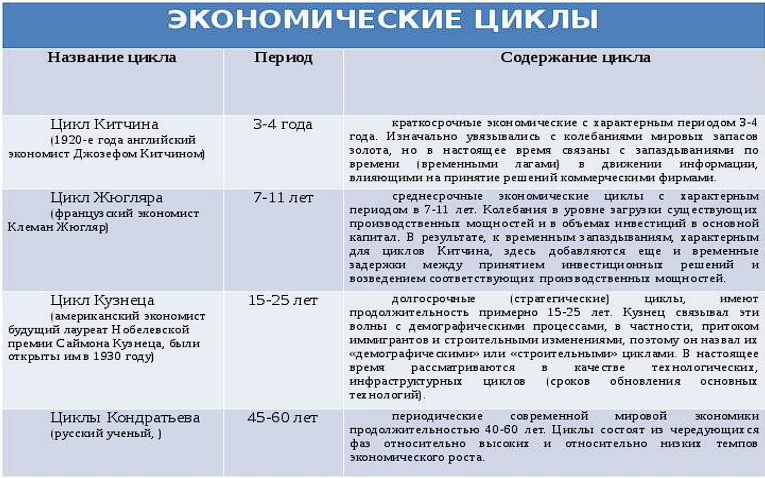 ЭКОНОМИЧЕСКИЕ ЦИКЛЫ
Название цикла
Период
Содержание цикла
Цикл Китчина
(1920-е года английский
экономист Джозефом Китчином)
3-4 года
краткосрочные экономические с характерным периодом 3-4
года. Изначально увязывались с колебаниями мировых запасов
золота, но в настоящее время связаны с запаздываниями по
времени (временными лагами) в движении информации,
влияющими на принятие решений коммерческими фирмами.
Цикл Жюгляра
(французский экономист
Клеман Жюгляр)
7-11 лет
среднесрочные экономические циклы с характерным
периодом в 7-11 лет. Колебания в уровне загрузки существующих
производственных мощностей и в объемах инвестиций в основной
капитал. В результате, к временным запаздываниям, характерным
для циклов Китчина, здесь добавляются еще и временные
задержки между принятием инвестиционных решений и
возведением соответствующих производственных мощностей.
Цикл Кузнеца
(американский экономист
будущий лауреат Нобелевской
премии Саймона Кузнеца, были
открыты им в 1930 году)
15-25 лет
долгосрочные (стратегические) циклы, имеют
продолжительность примерно 15-25 лет. Кузнец связывал эти
волны с демографическими процессами, в частности, притоком
иммигрантов и строительными изменениями, поэтому он назвал их
«демографическими» или «строительными» циклами. В настоящее
время рассматриваются в качестве технологических,
инфраструктурных циклов (сроков обновления основных
технологий).
Циклы Кондратьева
(русский ученый, )
45-60 лет
периодические современной мировой экономики
продолжительностью 40-60 лет. Циклы состоят из чередующихся
фаз относительно высоких и относительно низких темпов
экономического роста.